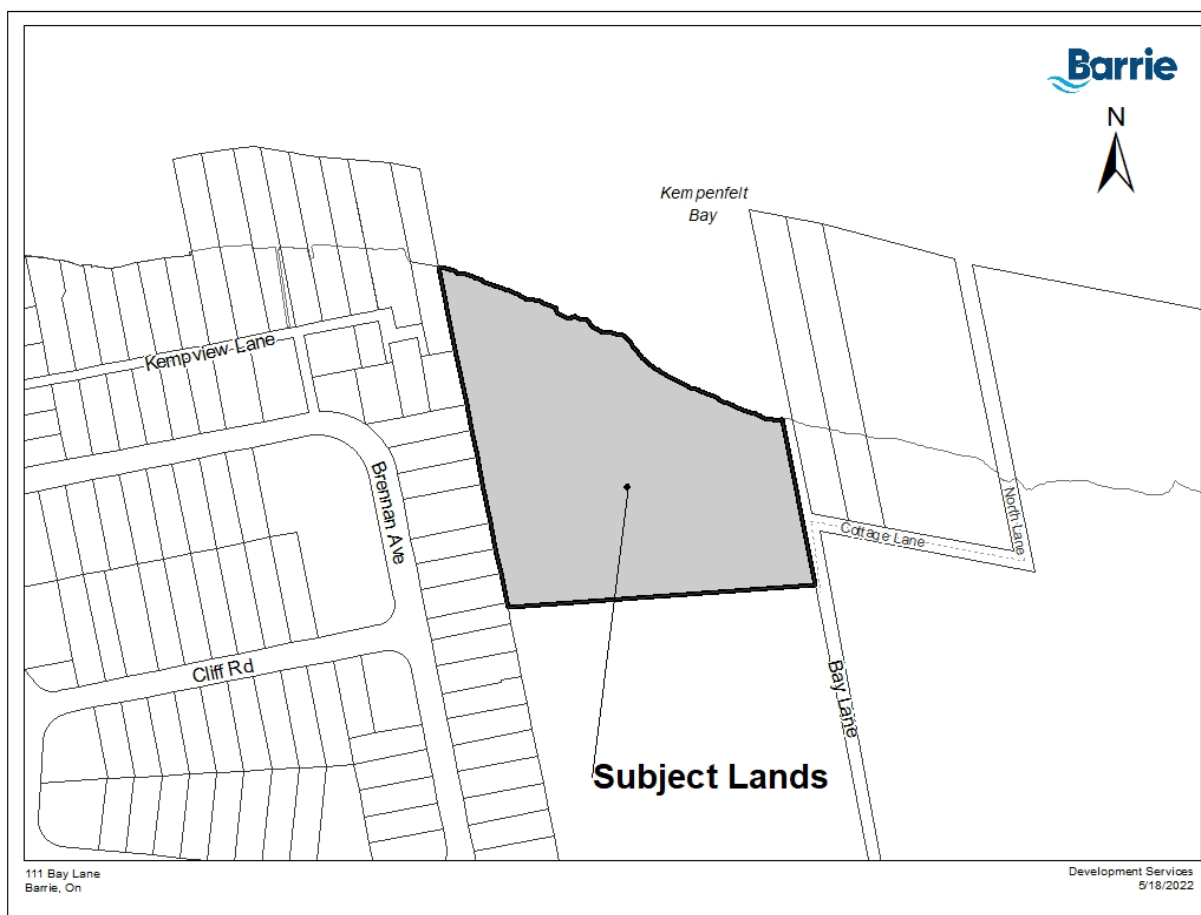 Barrie
N
Kempenfelt
Bay
Kempview Lane
Brennan Ave
North Lane
Cottage Lane
Cliff Rd
Bay Lane
Subject Lands
111 Bay Lane
Barrie, On
Development Services
5/18/2022